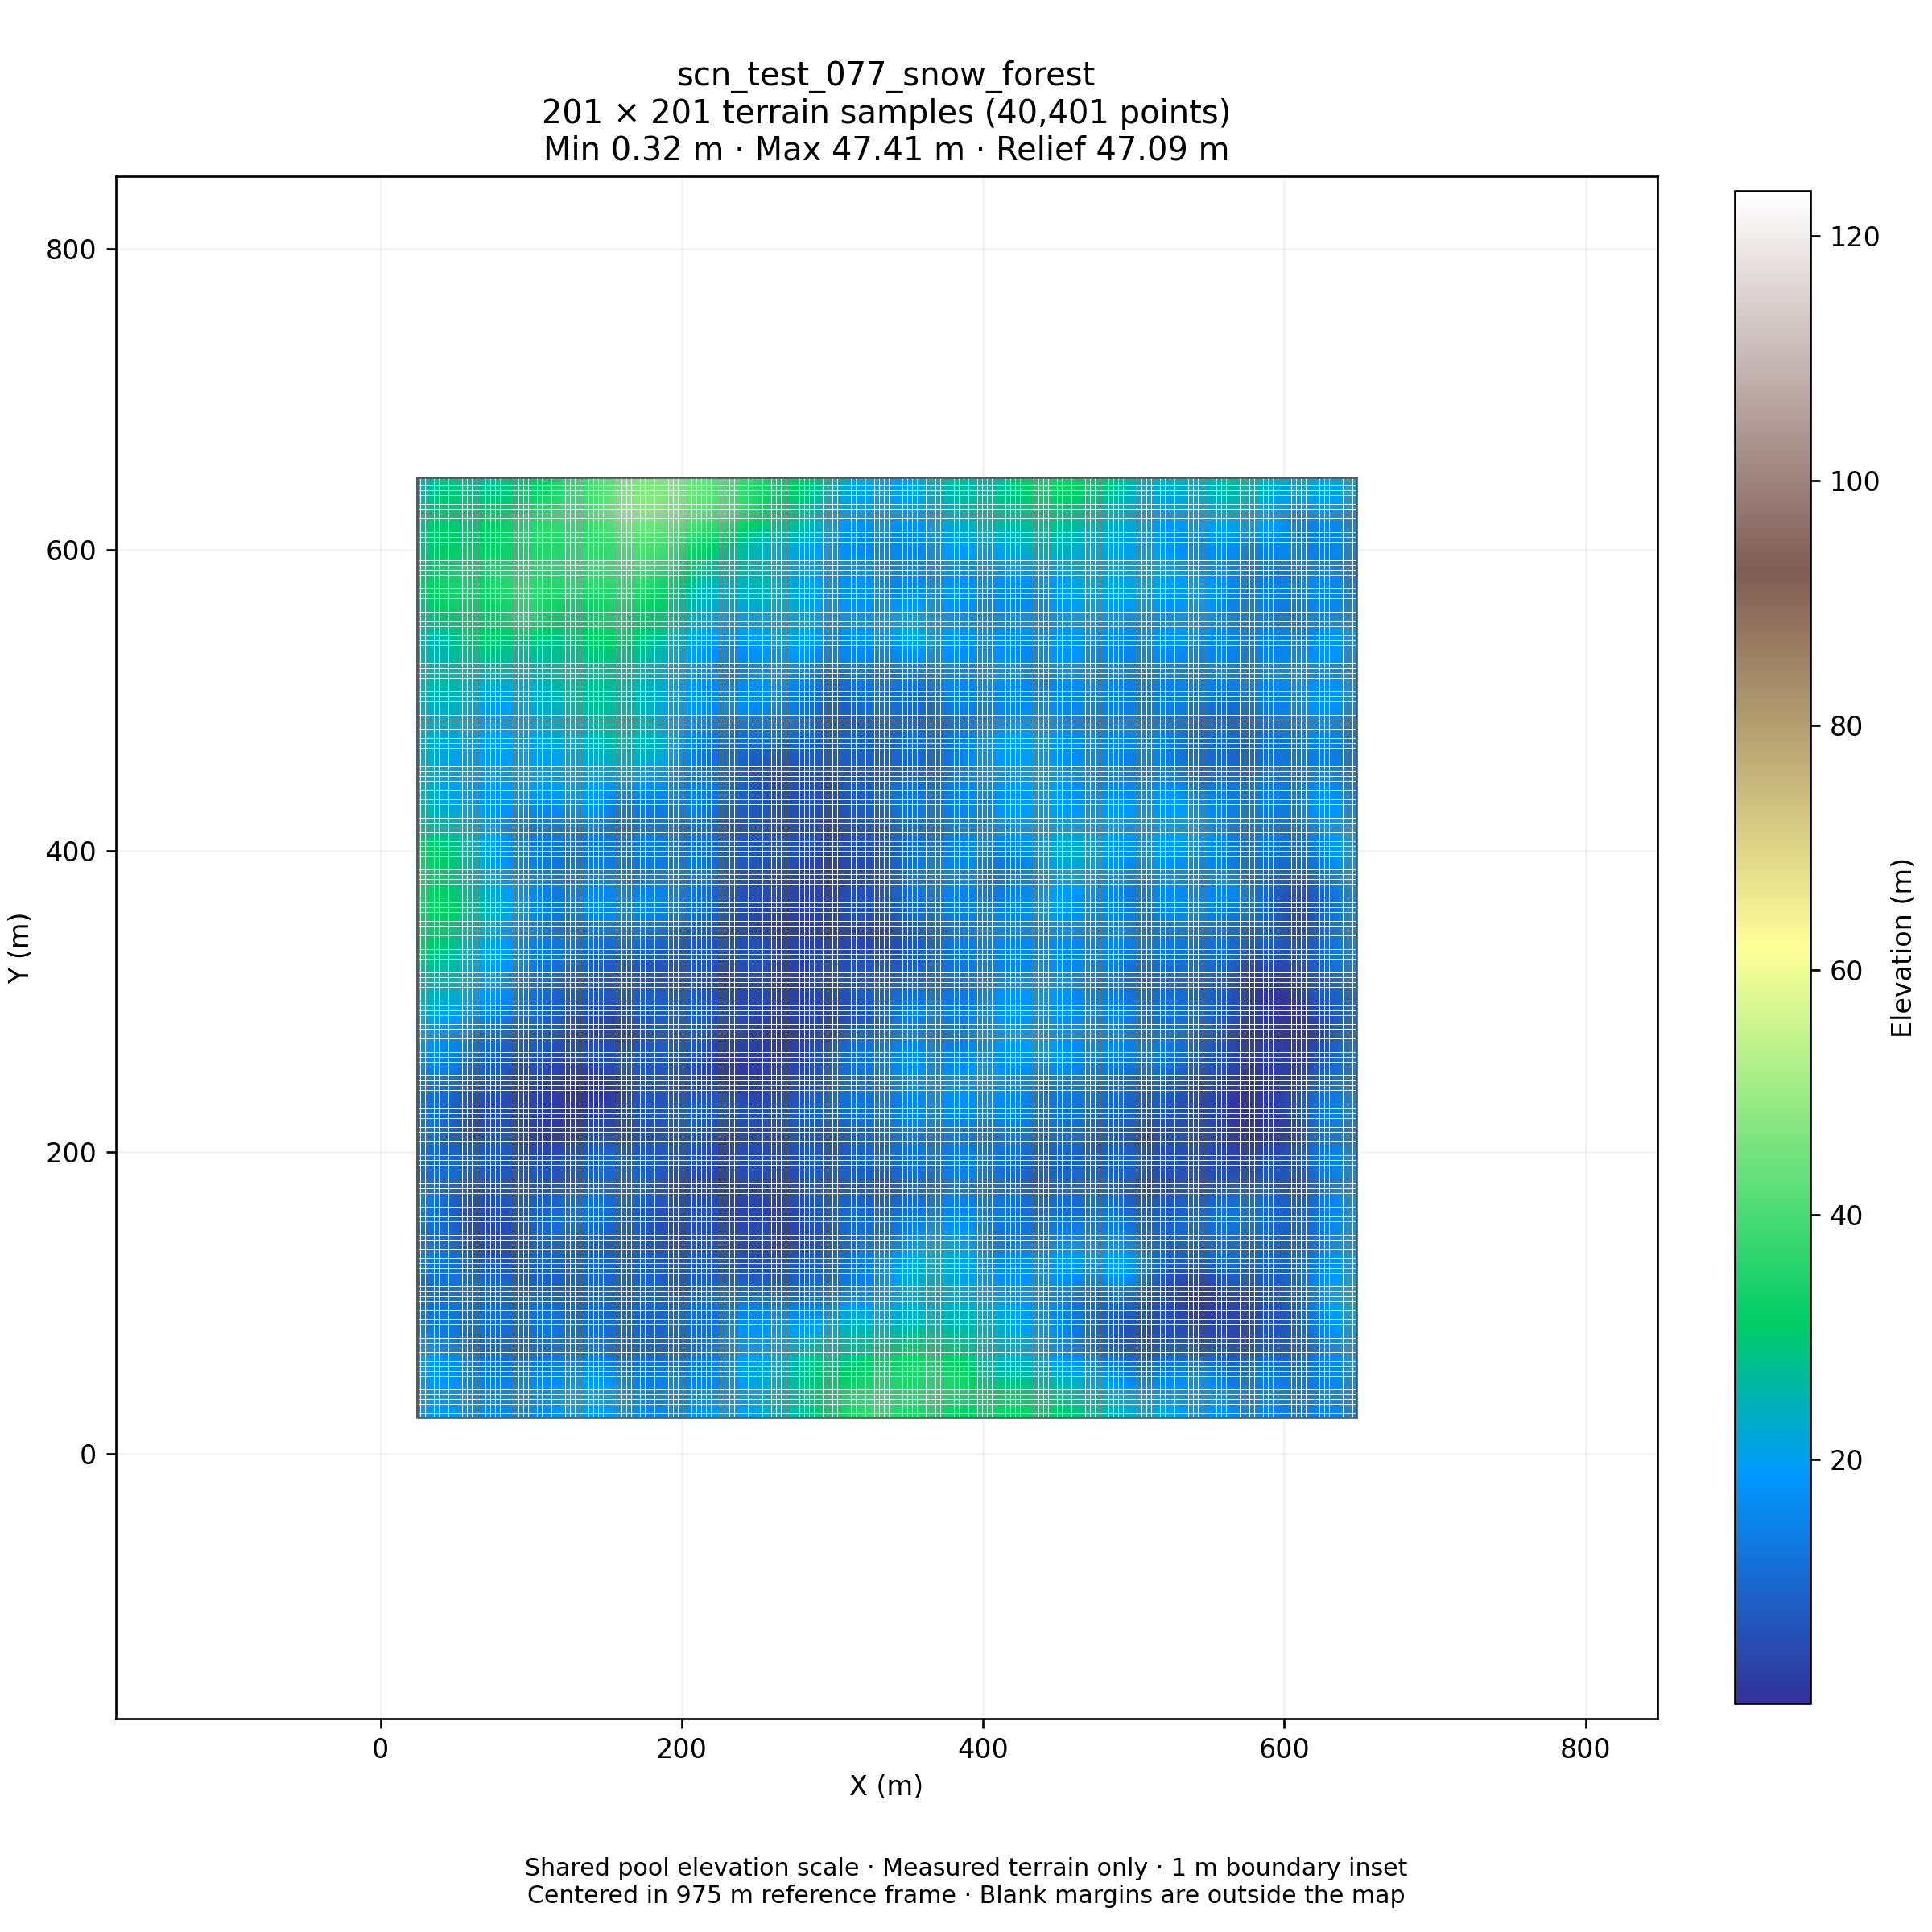 scn_test_077_snow_forest
201 × 201 terrain samples (40,401 points)
Min 0.32 m · Max 47.41 m · Relief 47.09 m
800
600
400
200
0
Y (m)
0
200
400
600
800
X (m)
120
100
80
60
40
20
Elevation (m)
Shared pool elevation scale · Measured terrain only · 1 m boundary inset
Centered in 975 m reference frame · Blank margins are outside the map